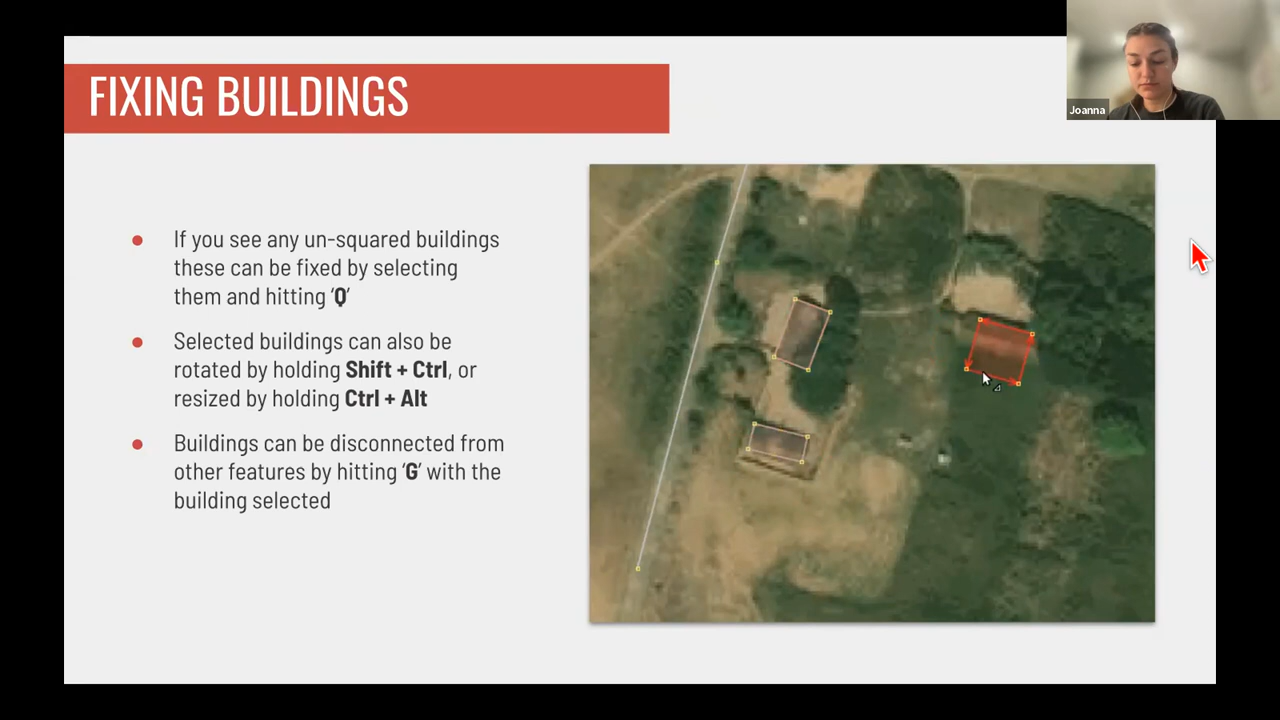 FIXING BUILDINGS
Joanna
● If you see any un-squared buildings
these can be fixed by selecting
them and hitting ‘Q’
● Selected buildings can also be
rotated by holding Shift + Ctrl, or
resized by holding Ctrl + Alt
● Buildings can be disconnected from
other features by hitting ‘G’ with the
building selected